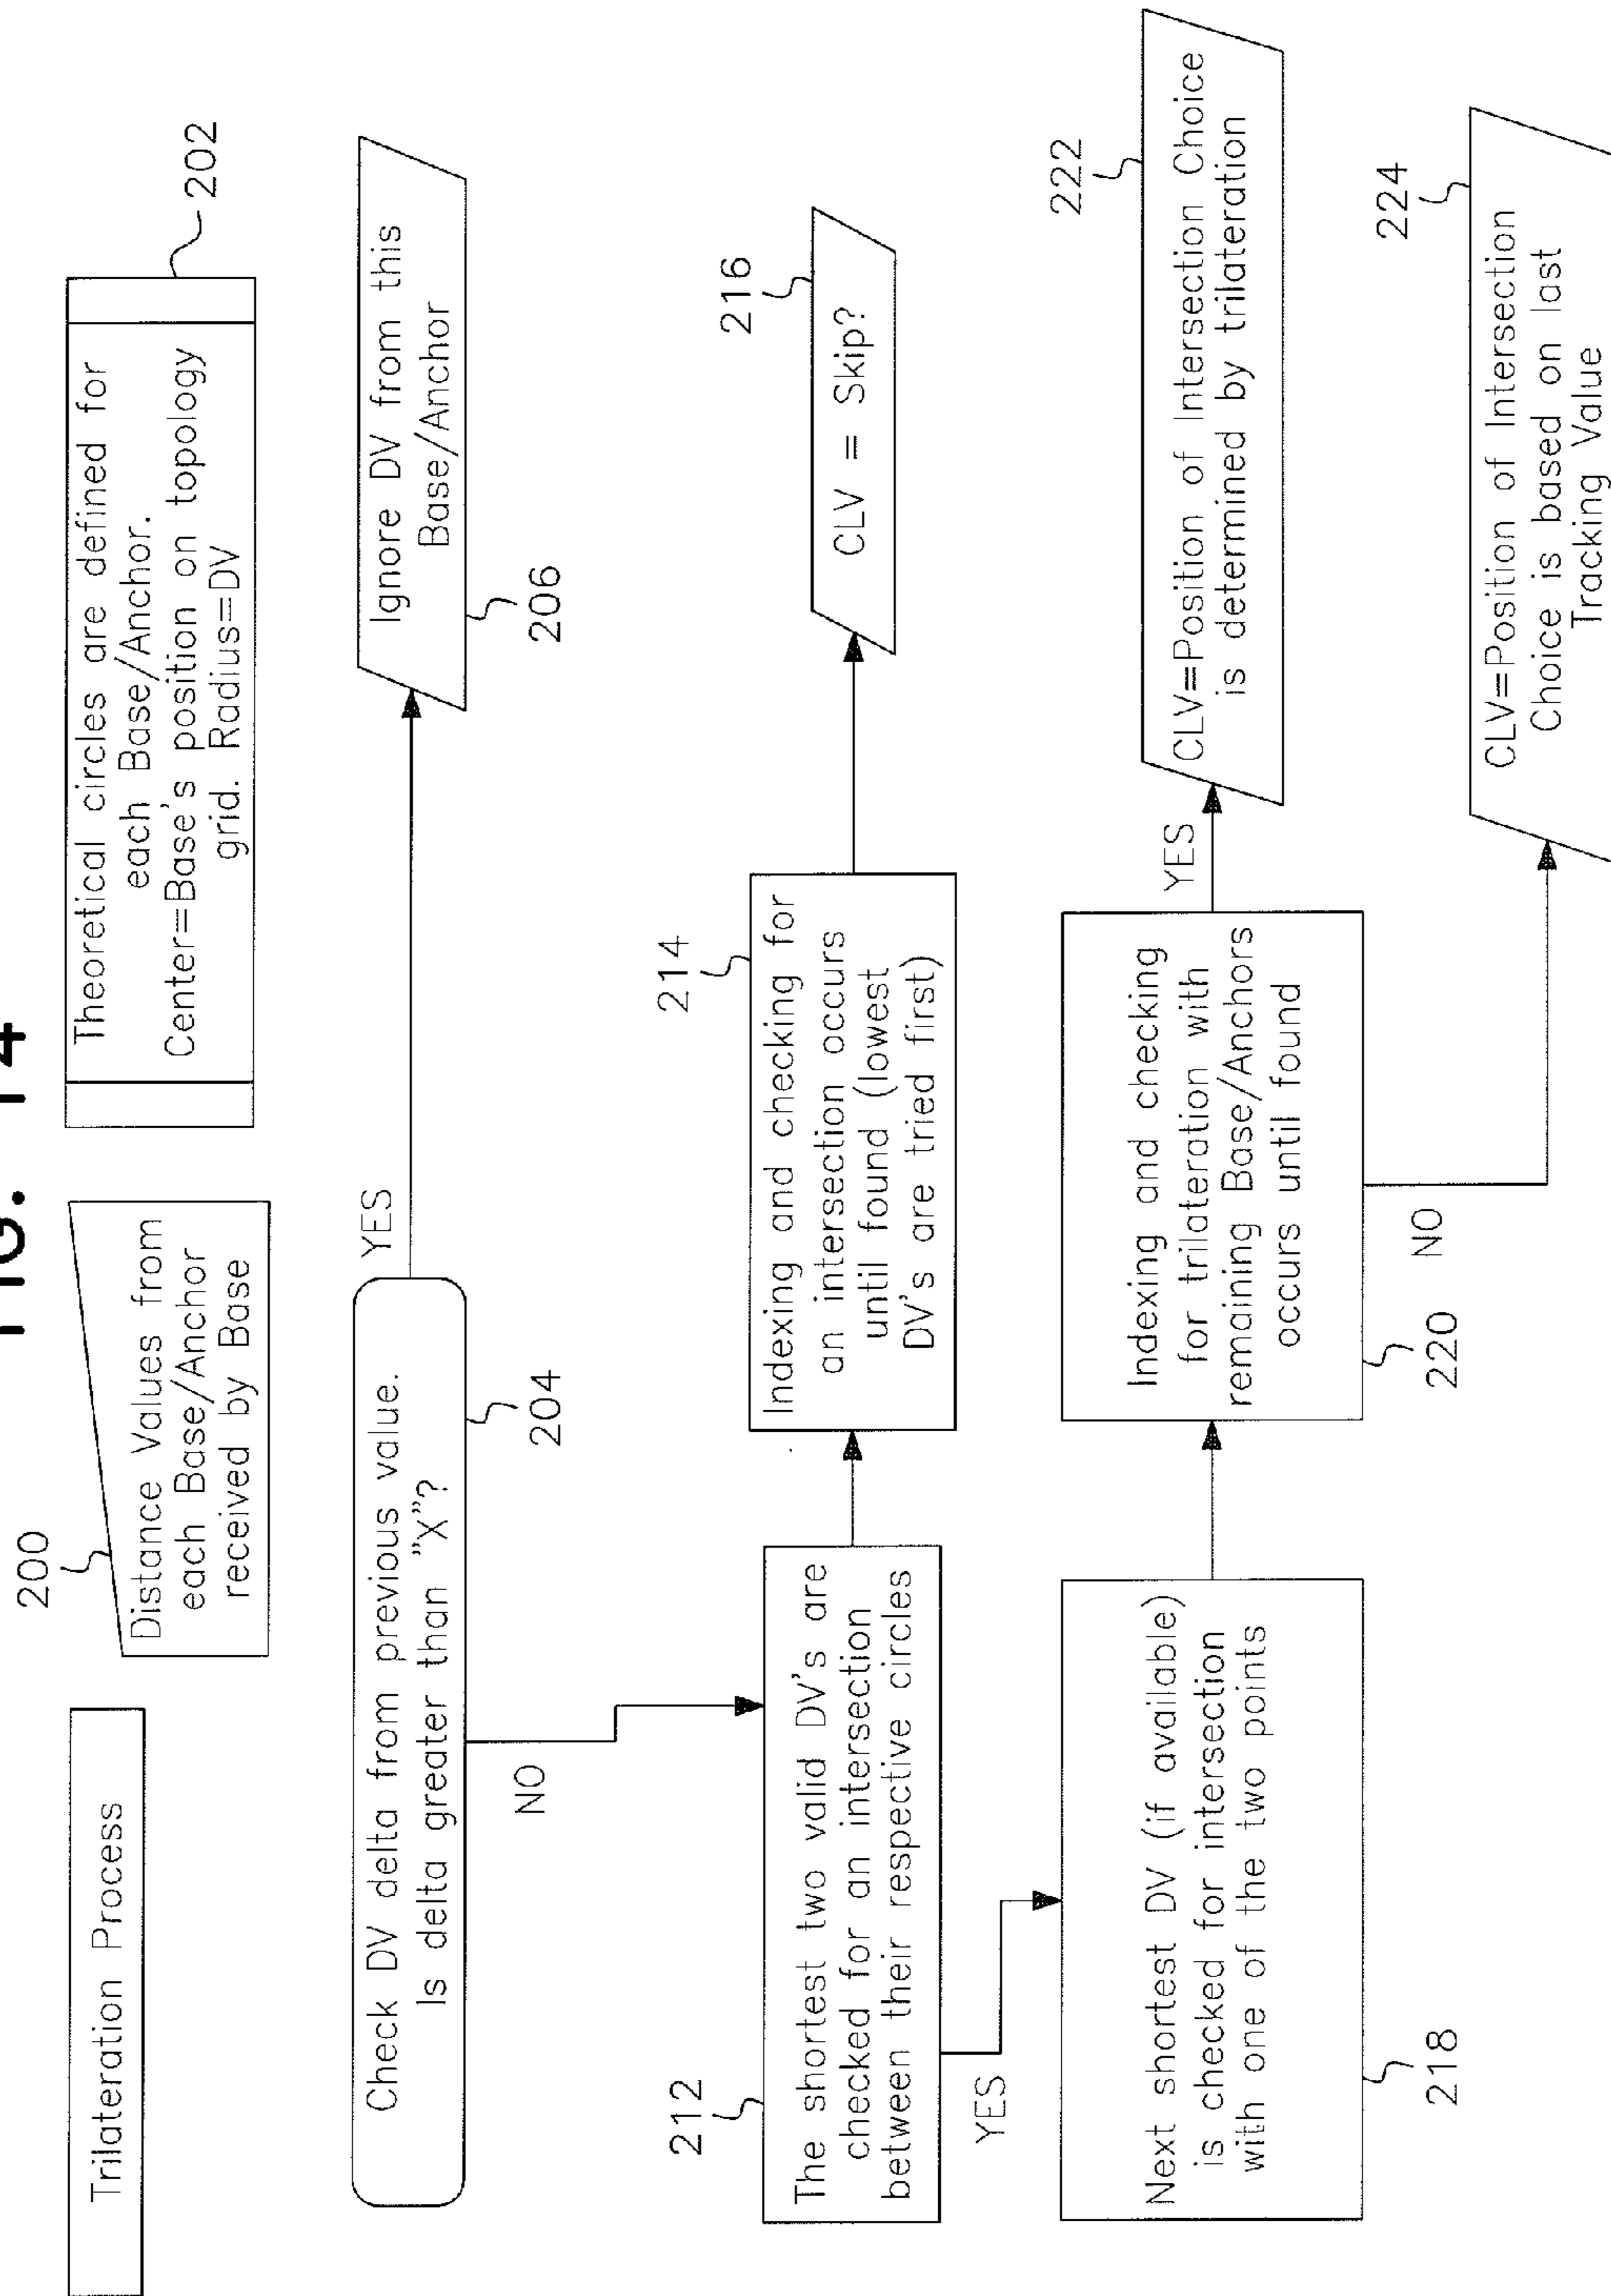 FIG. 14
Trilateration Process
200
Distance Values from
each Base/Anchor
received by Base
202
Theoretical circles are defined for
each Base/Anchor.
Center=Base's position on topology
grid. Radius=DV
Check DV delta from previous value.
Is delta greater than "X"?
204
YES
NO
Ignore DV from this
Base/Anchor
206
212
The shortest two valid DV's are
checked for an intersection
between their respective circles
YES
214
Indexing and checking for
an intersection occurs
until found (lowest
DV's are tried first)
216
CLV = Skip?
Next shortest DV (if available)
is checked for intersection
with one of the two points
218
Indexing and checking
for trilateration with
remaining Base/Anchors
occurs until found
220
YES
NO
222
CLV=Position of Intersection Choice
is determined by trilateration
224
CLV=Position of Intersection
Choice is based on last
Tracking Value